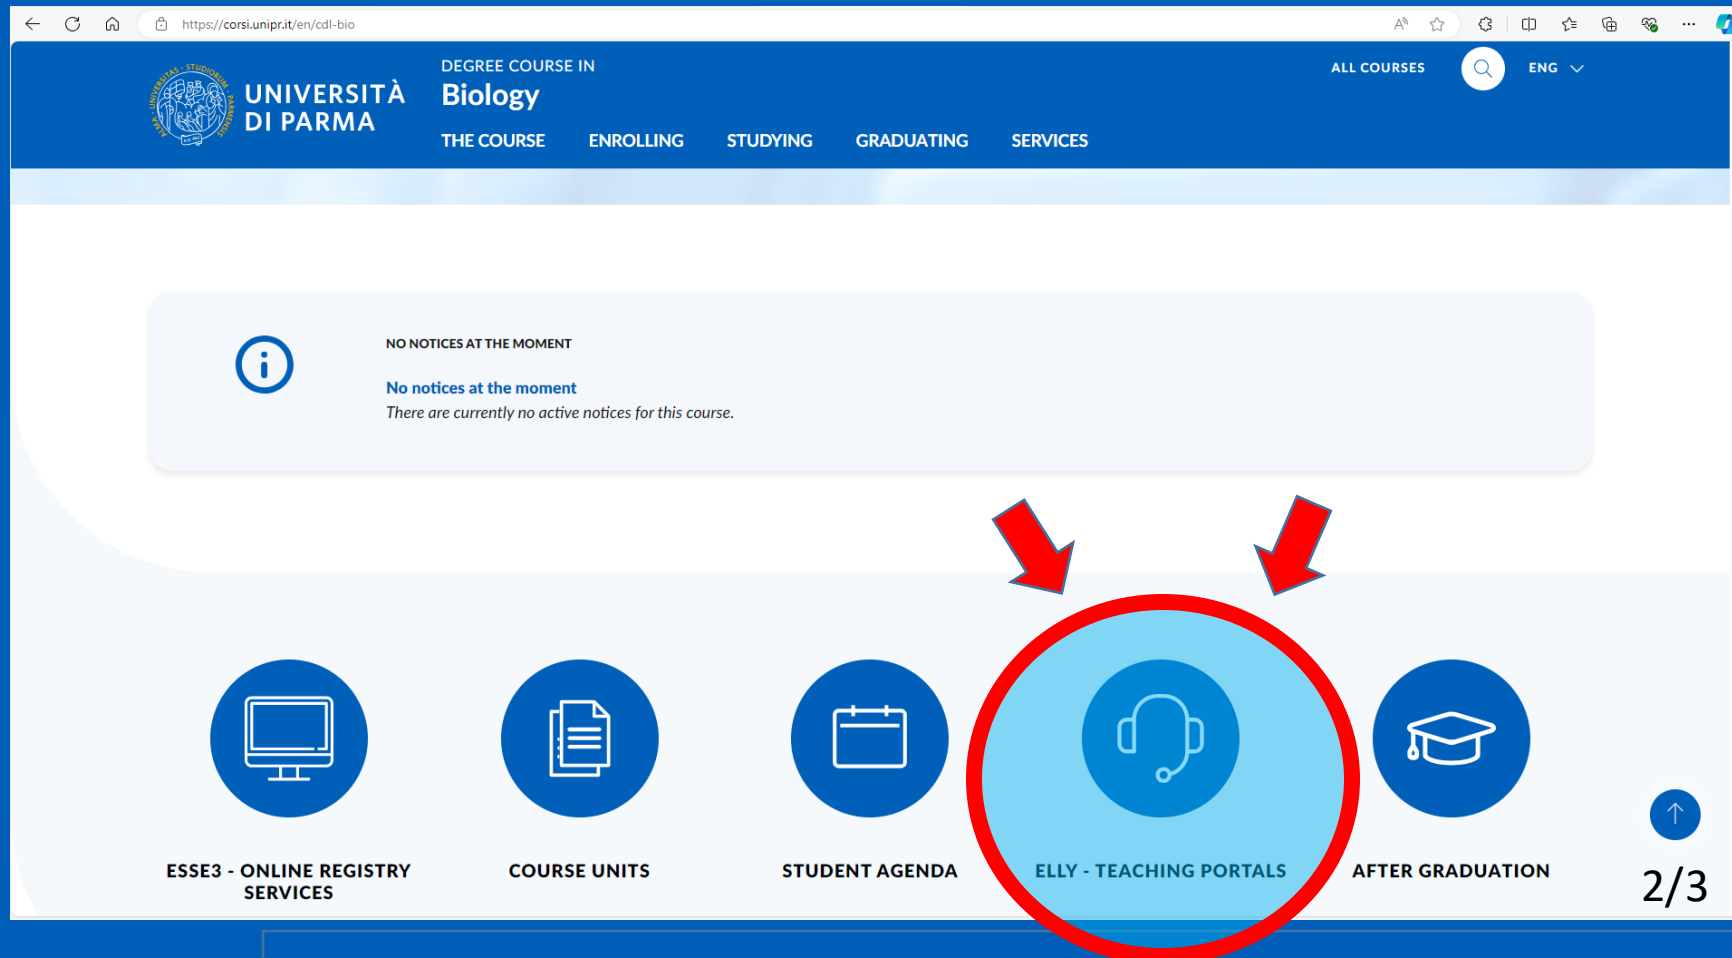 https://corsi.unipr.it/en/cdl-bio
UNIVERSITÀ
DI PARMA
DEGREE COURSE IN
Biology
THE COURSE ENROLLING STUDYING GRADUATING SERVICES
ALL COURSES ENG
NO NOTICES AT THE MOMENT
No notices at the moment
There are currently no active notices for this course.
ESSE3 - ONLINE REGISTRY
SERVICES
COURSE UNITS
STUDENT AGENDA
ELLY - TEACHING PORTALS
AFTER GRADUATION
2/3